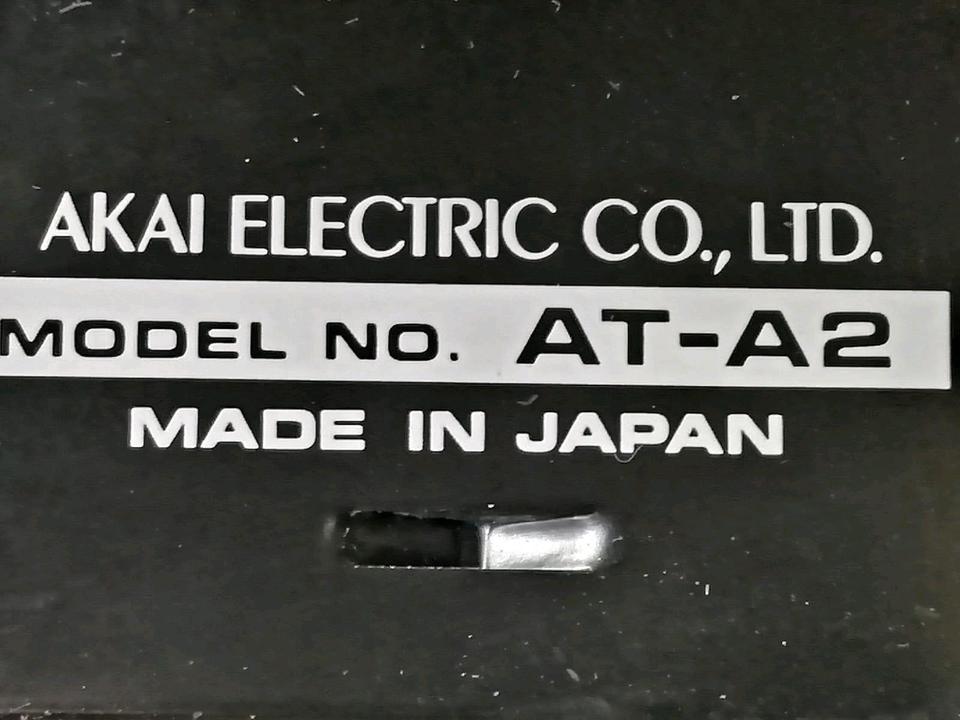 AKAI ELECTRIC CO., LTD.
MODEL NO. AT-A2
MADE IN JAPAN